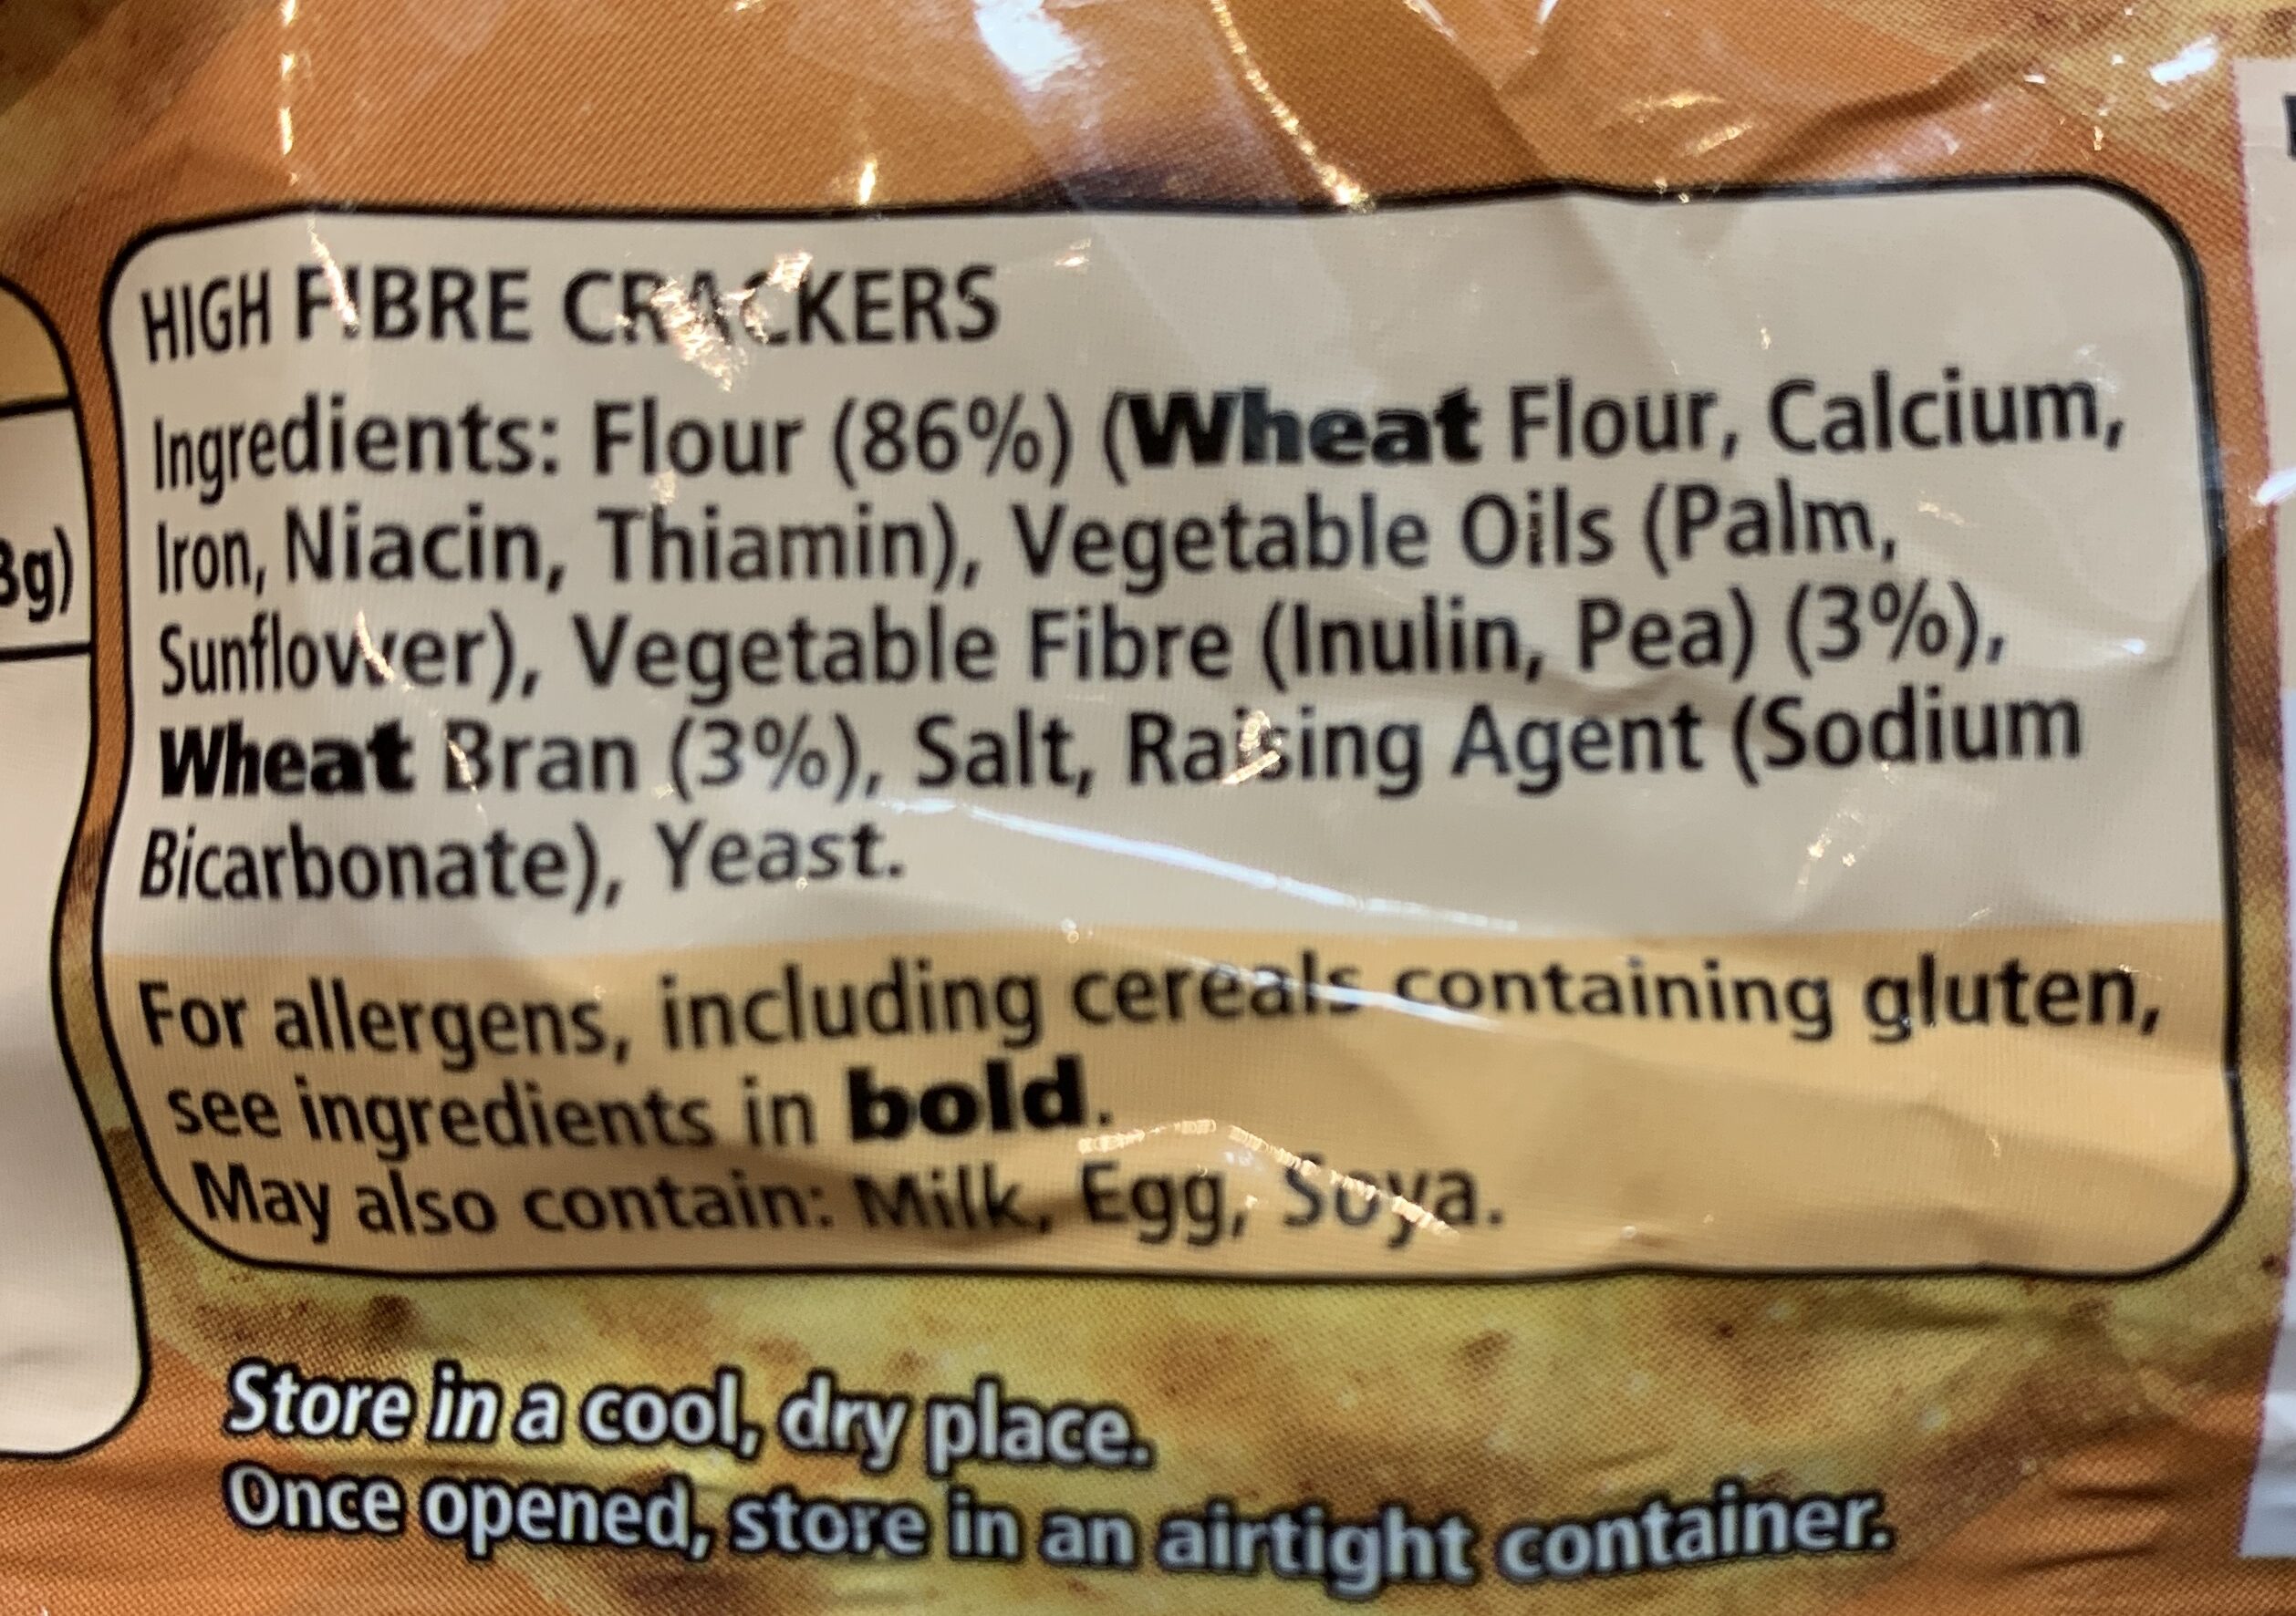 HIGH FIBRE CRACKERS
Ingredients: Flour (86%) (Wheat Flour, Calcium,
Iron, Niacin, Thiamin), Vegetable Oils (Palm,
Sunflower), Vegetable Fibre (Inulin, Pea) (3%),
Wheat Bran (3%), Salt, Raising Agent (Sodium
Bicarbonate), Yeast.
For allergens, including cereals containing gluten,
see ingredients in bold.
May also contain: Milk, Egg, Soya.
Store in a cool, dry place.
Once opened, store in an airtight container.